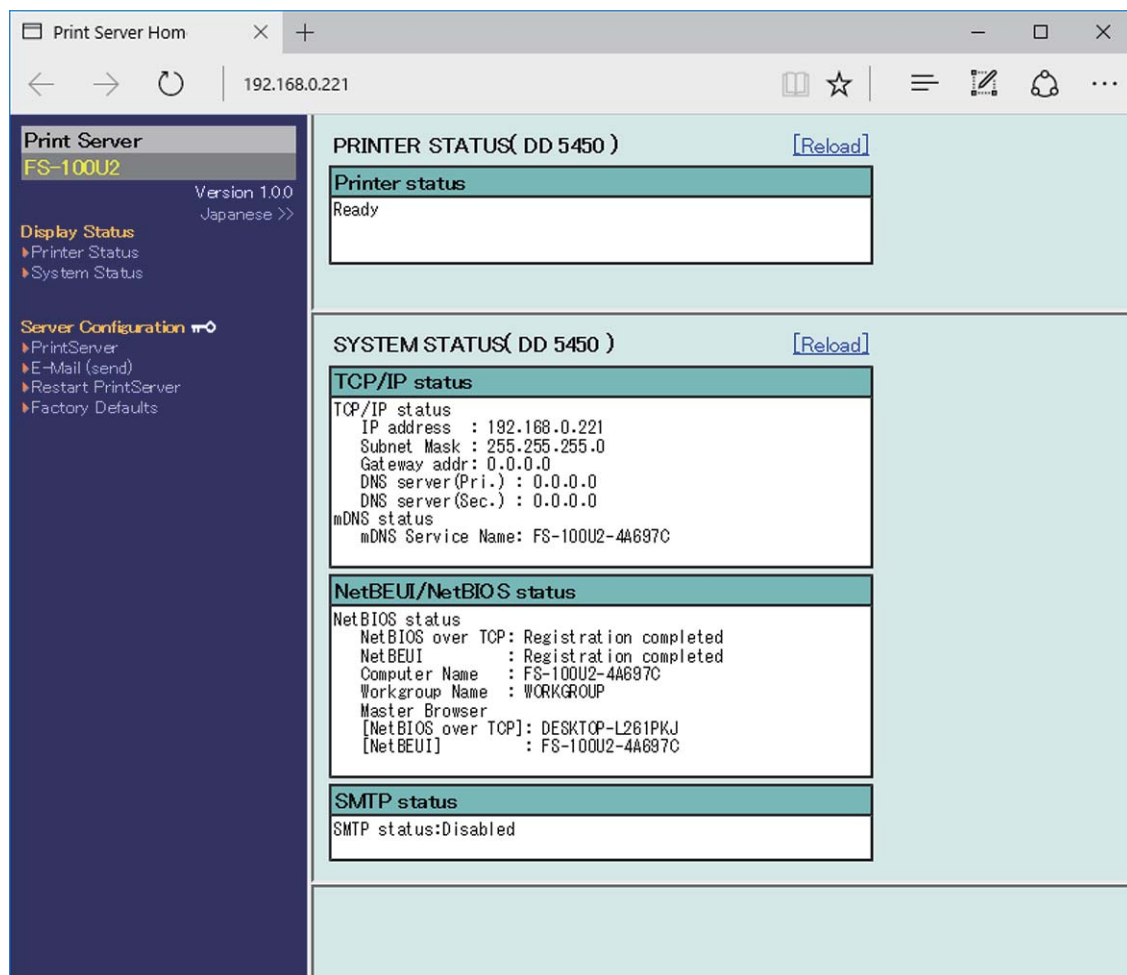 Print Server Hom
192.168.0.221
Print Server
FS-100U2
Version 1.0.0
Japanese >>
Display Status
Printer Status
System Status
Server Configuration
PrintServer
E-Mail (send)
Restart PrintServer
Factory Defaults
PRINTER STATUS( DD 5450 )
[Reload]
Printer status
Ready
SYSTEM STATUS( DD 5450 )
[Reload]
TCP/IP status
TCP/IP status
IP address : 192.168.0.221
Subnet Mask : 255.255.255.0
Gateway addr: 0.0.0.0
DNS server(Pri.) : 0.0.0.0
DNS server(Sec.) : 0.0.0.0
mDNS status
mDNS Service Name: FS-100U2-4A697C
NetBEUI/NetBIOS status
NetBIOS status
NetBIOS over TCP: Registration completed
NetBEUI : Registration completed
Computer Name : FS-100U2-4A697C
Workgroup Name : WORKGROUP
Master Browser
[NetBIOS over TCP]: DESKTOP-L261PKJ
[NetBEUI] : FS-100U2-4A697C
SMTP status
SMTP status:Disabled